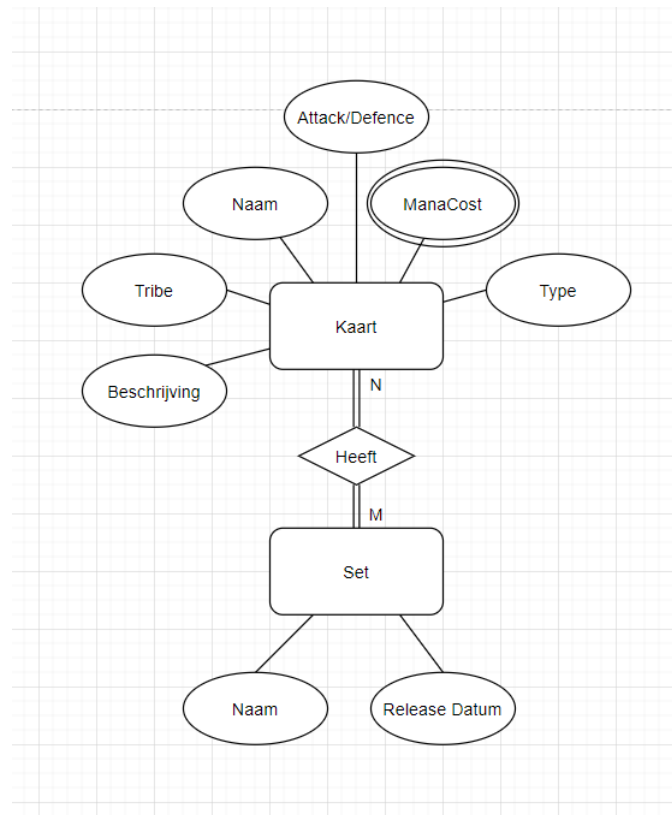 Attack/Defence
Naam
ManaCost
Tribe
Type
Kaart
Beschrijving
N
Heeft
M
Set
Naam
Release Datum